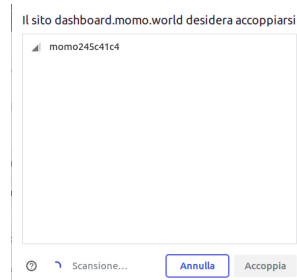 Il sito dashboard.momo.world desidera accoppiarsi
momo245c41c4
Scansione...
Annulla
Accoppia